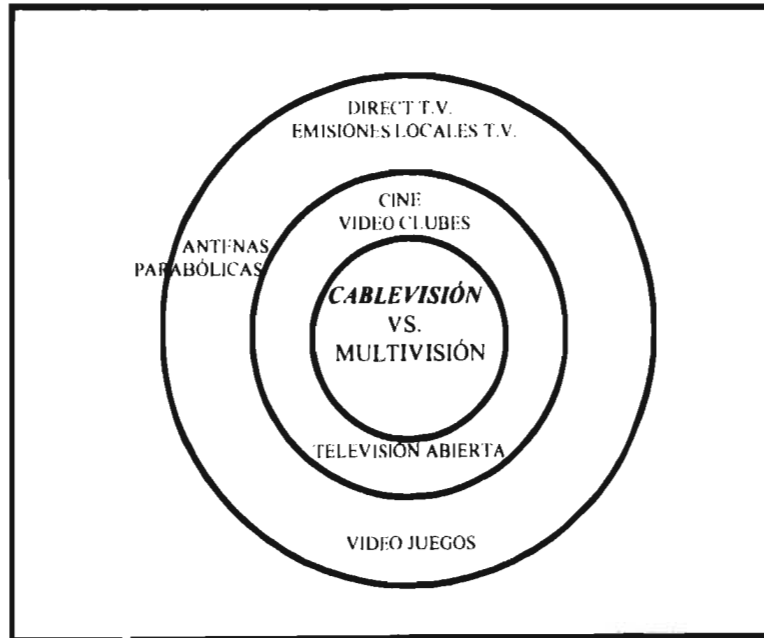 DIRECT T.V.
EMISIONES LOCALES T.V.
CINE
VIDEO CLUBES
ANTENAS
PARABÓLICAS
CABLEVISIÓN
VS.
MULTIVISIÓN
TELEVISIÓN ABIERTA
VIDEO JUEGOS